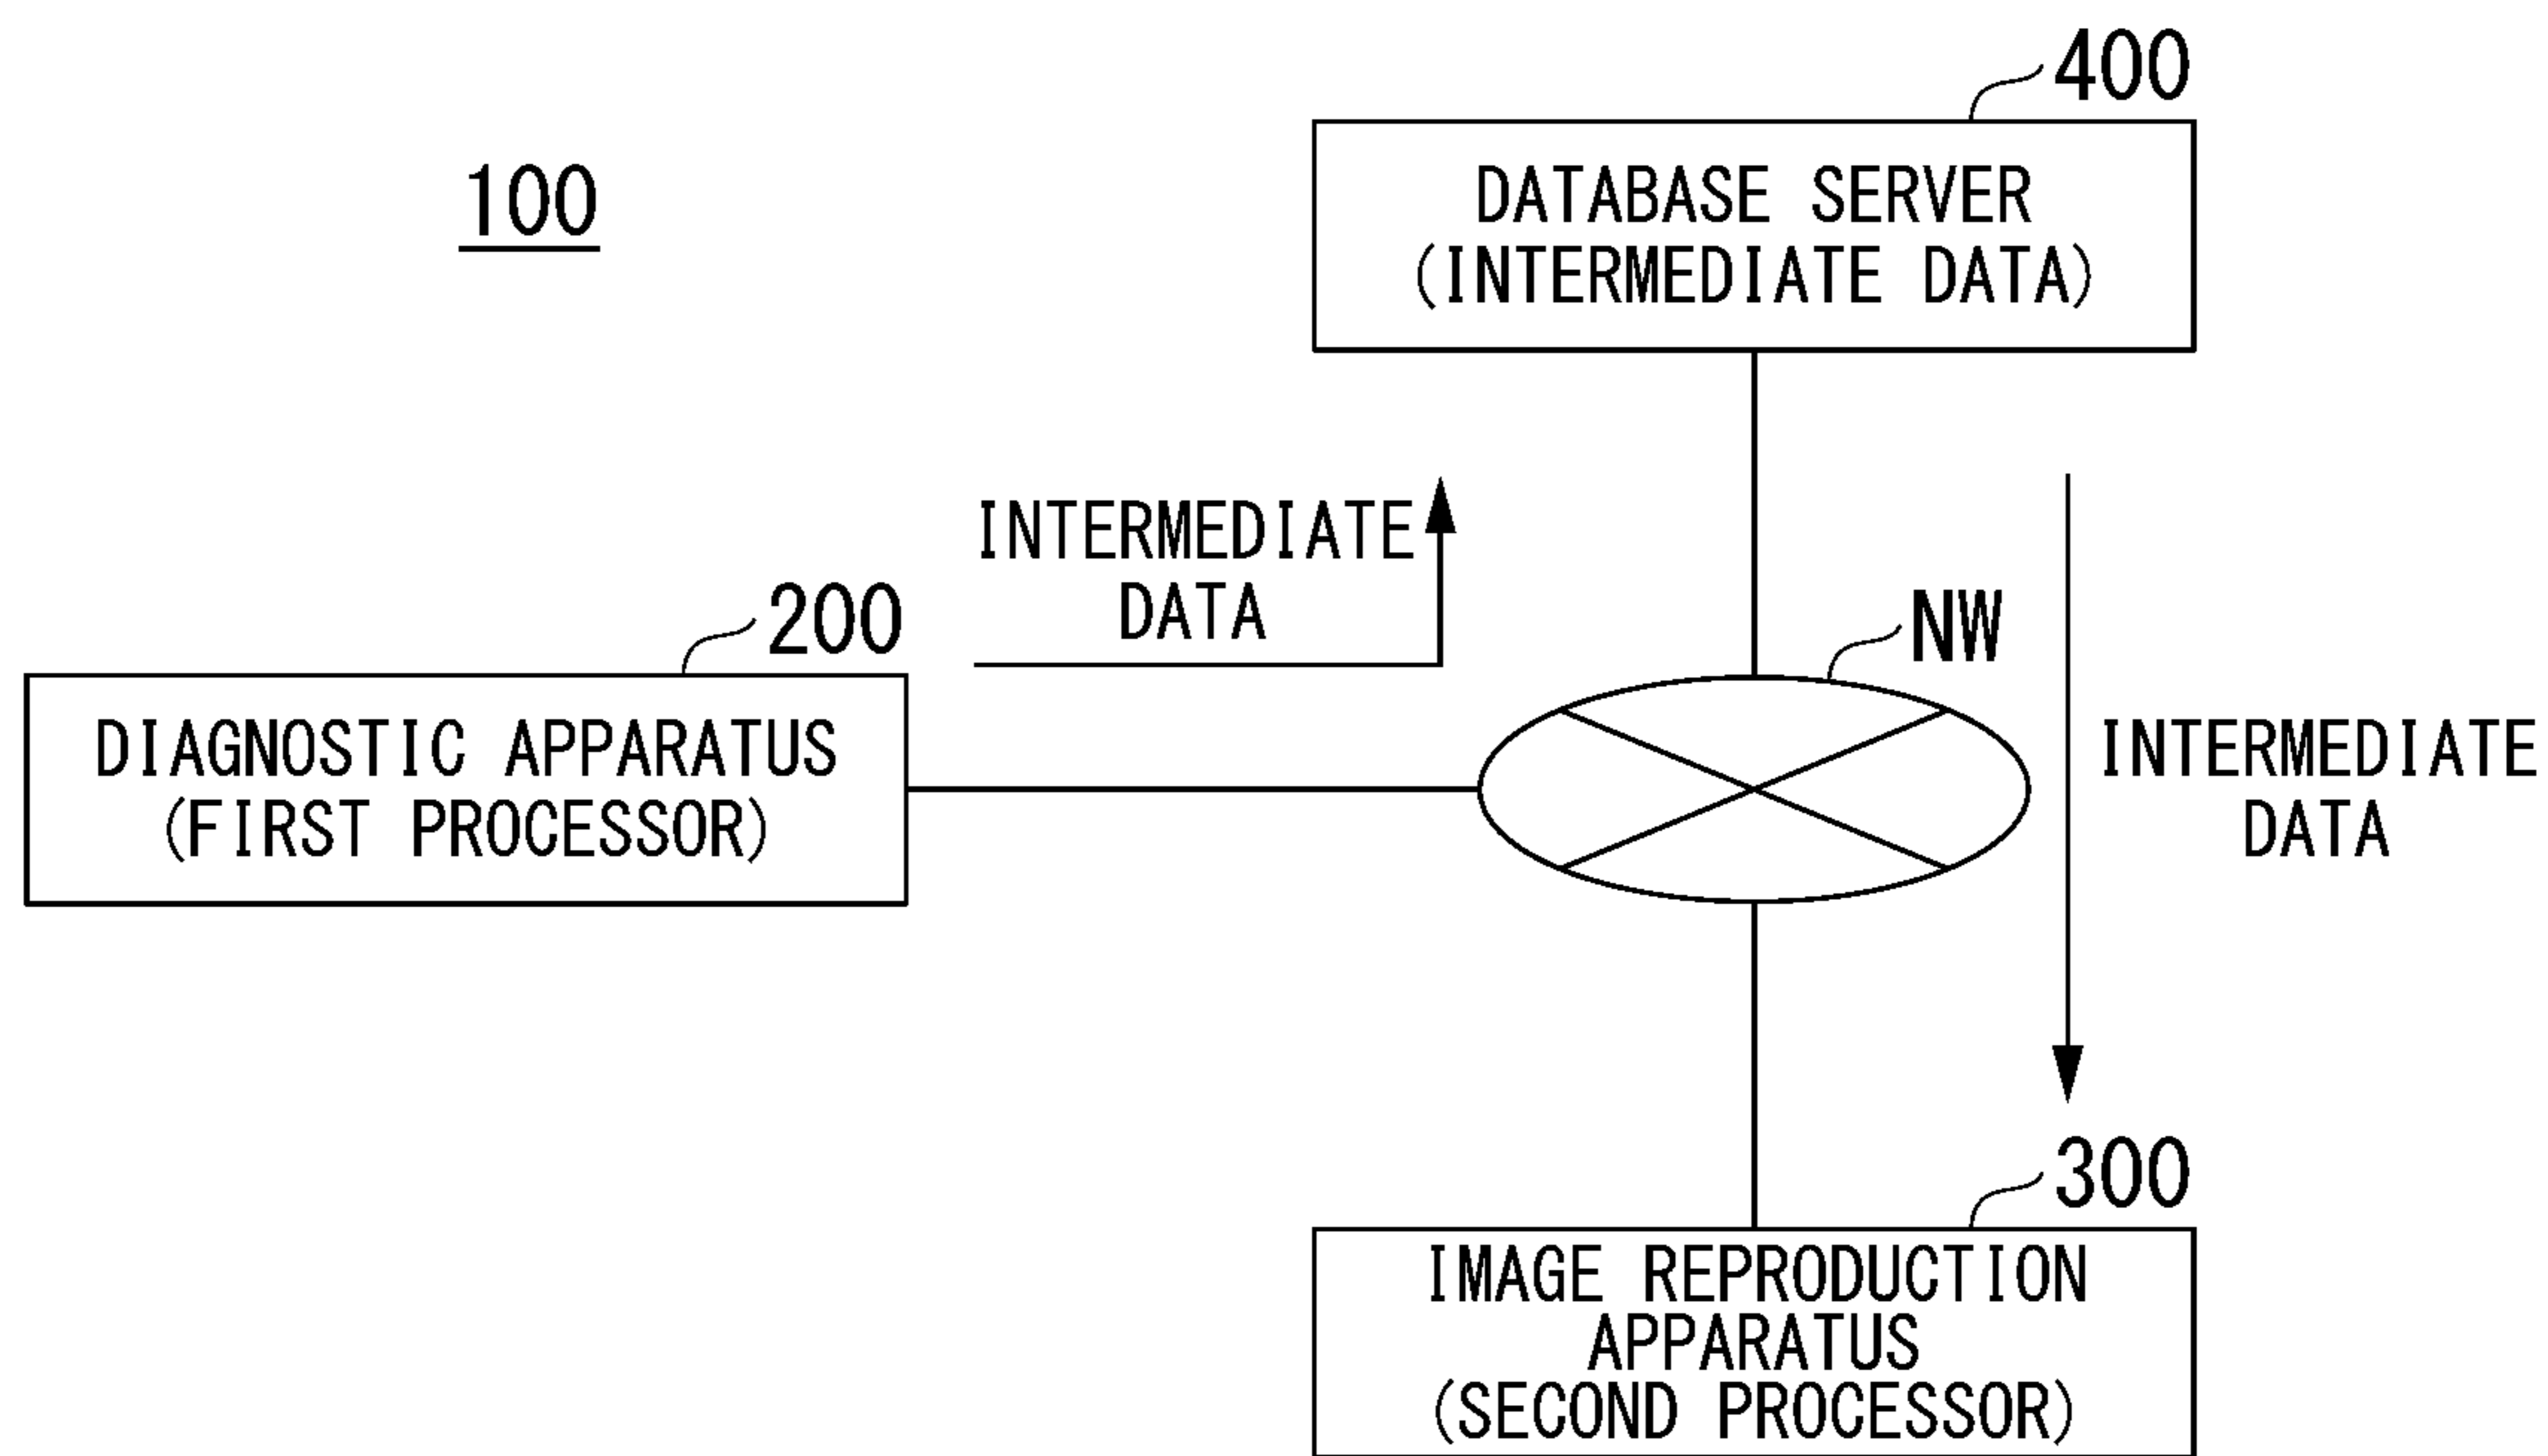 400
100
DATABASE SERVER
(INTERMEDIATE DATA)
INTERMEDIATE
DATA
200
NW
DIAGNOSTIC APPARATUS
(FIRST PROCESSOR)
INTERMEDIATE
DATA
300
IMAGE REPRODUCTION
APPARATUS
(SECOND PROCESSOR)